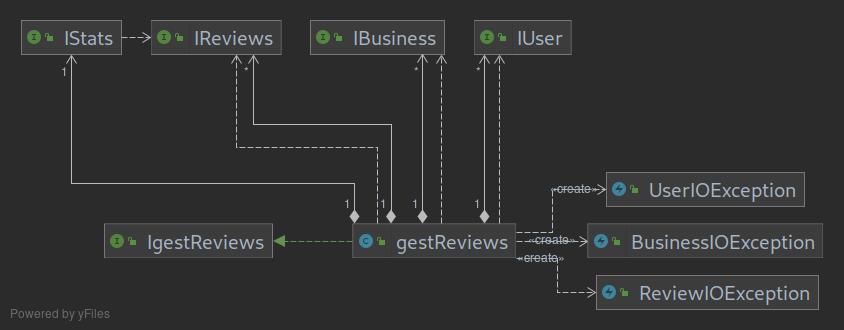 IStats
IReviews
IBusiness
IUser
1
*
*
*
«create»
UserIOException
1
1
1
1
IgestReviews
gestReviews
«create»
BusinessIOException
«create»
ReviewIOException
Powered by yFiles